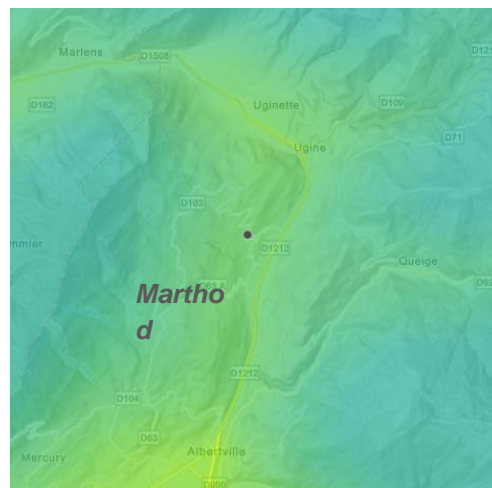 Marlens
D1508
D121
D182
Uginette
D109
D71
Ugine
D103
mmier
D1212
Queige
D63 A
D92
Martho
d
D1212
D104
D63
Albertville
Mercury
D990